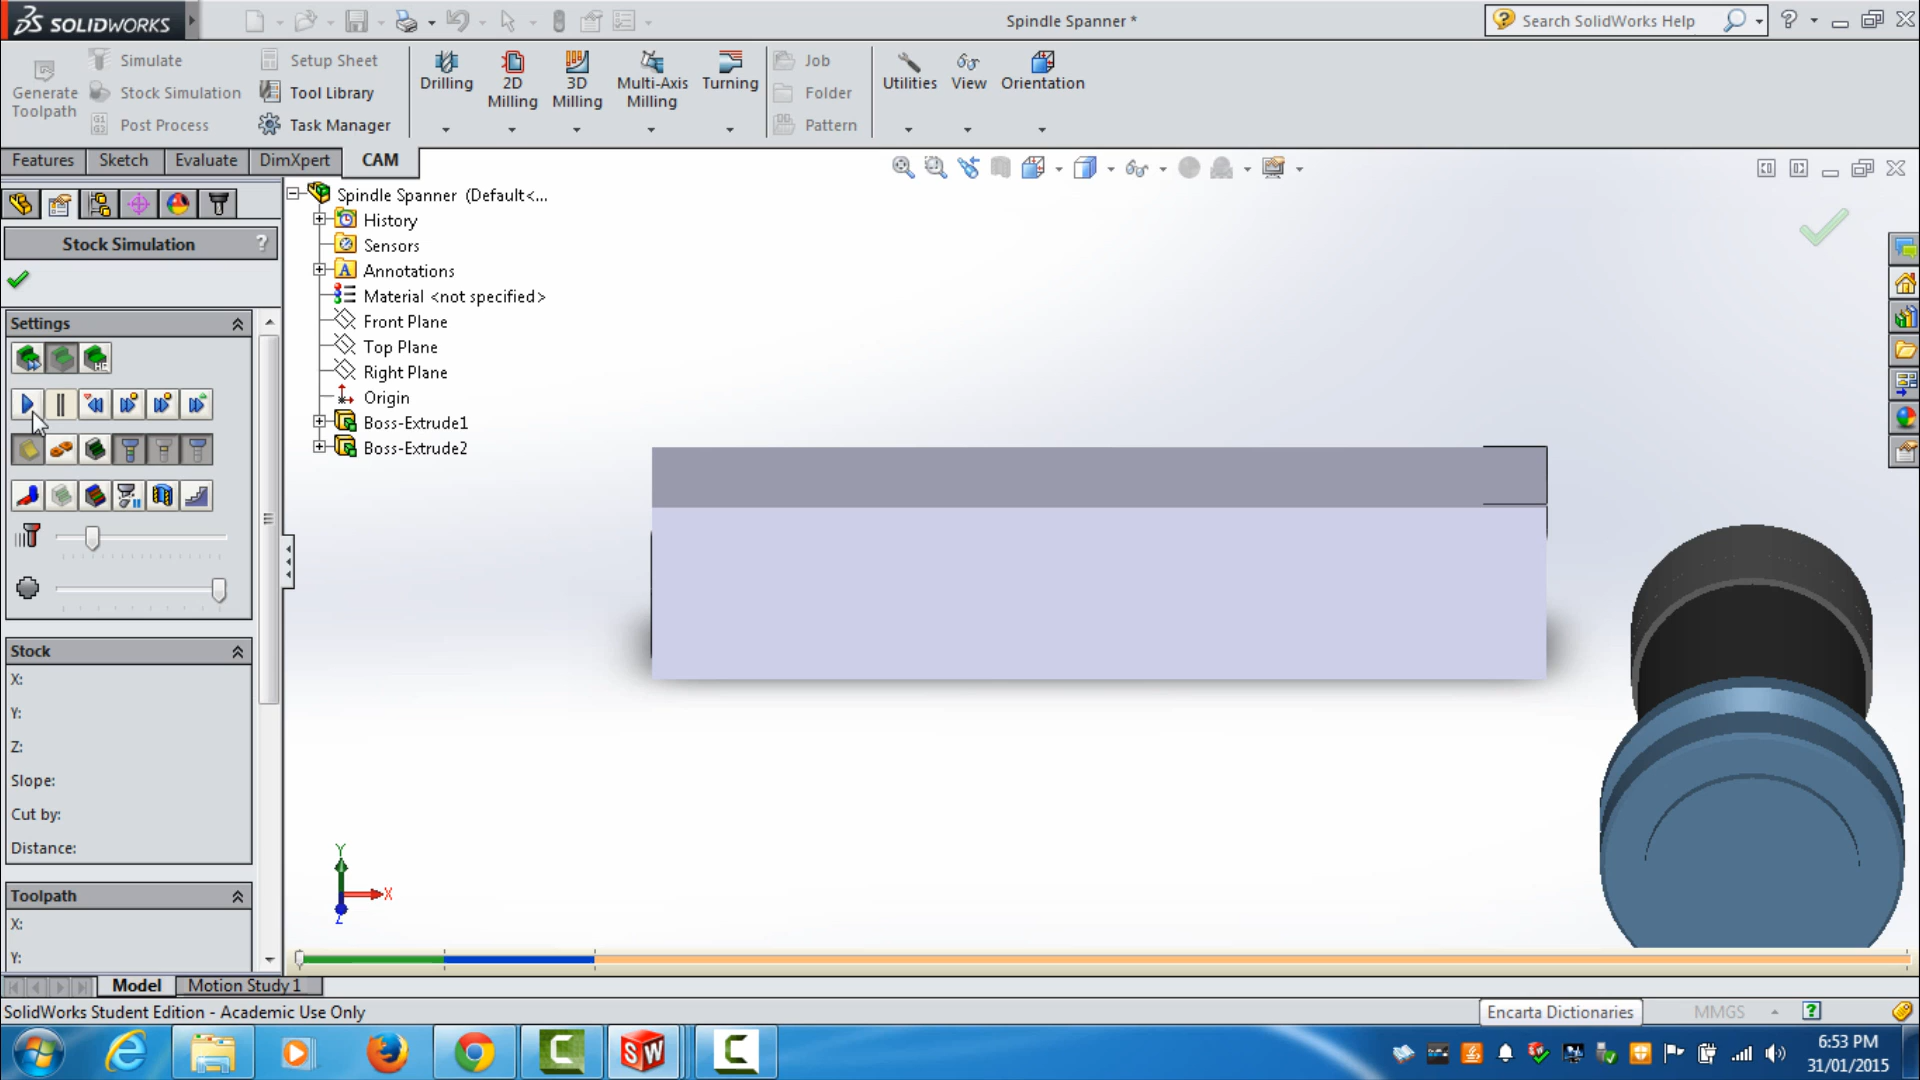 SOLIDWORKS
Spindle Spanner *
Search SolidWorks Help
Generate
Toolpath
Simulate
Stock Simulation
Post Process
Setup Sheet
Tool Library
Task Manager
Drilling
2D
Milling
3D
Milling
Multi-Axis
Milling
Turning
Job
Folder
Pattern
Utilities
View
Orientation
Features
Sketch
Evaluate
DimXpert
CAM
Stock Simulation
?
Settings
Stock
X:
Y:
Z:
Slope:
Cut by:
Distance:
Toolpath
X:
Y:
Spindle Spanner (Default<...
History
Sensors
Annotations
Material <not specified>
Front Plane
Top Plane
Right Plane
Origin
Boss-Extrude1
Boss-Extrude2
Y
X
Z
Model
Motion Study 1
SolidWorks Student Edition - Academic Use Only
Encarta Dictionaries
MMGS
6:53 PM
31/01/2015